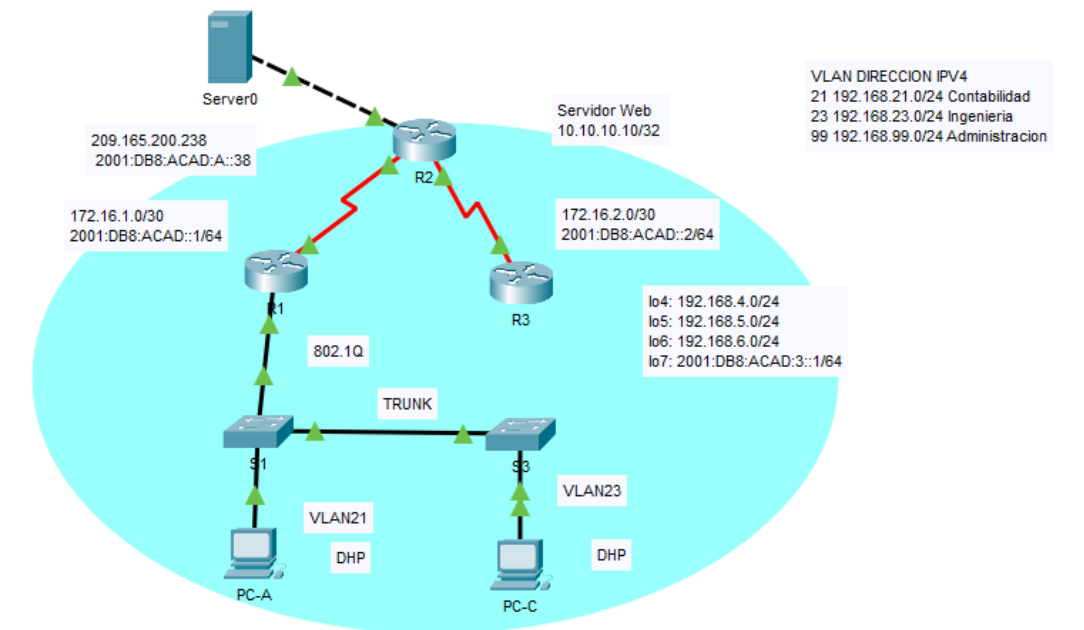 Server0
VLAN DIRECCION IPV4
21 192.168.21.0/24 Contabilidad
23 192.168.23.0/24 Ingenieria
99 192.168.99.0/24 Administracion
Servidor Web
10.10.10.10/32
209.165.200.238
2001:DB8:ACAD:A::38
R2
172.16.1.0/30
2001:DB8:ACAD::1/64
172.16.2.0/30
2001:DB8:ACAD::2/64
R1
R3
lo4: 192.168.4.0/24
lo5: 192.168.5.0/24
lo6: 192.168.6.0/24
lo7: 2001:DB8:ACAD:3::1/64
802.1Q
TRUNK
S1
S3
VLAN23
VLAN21
DHP
DHP
PC-A
PC-C